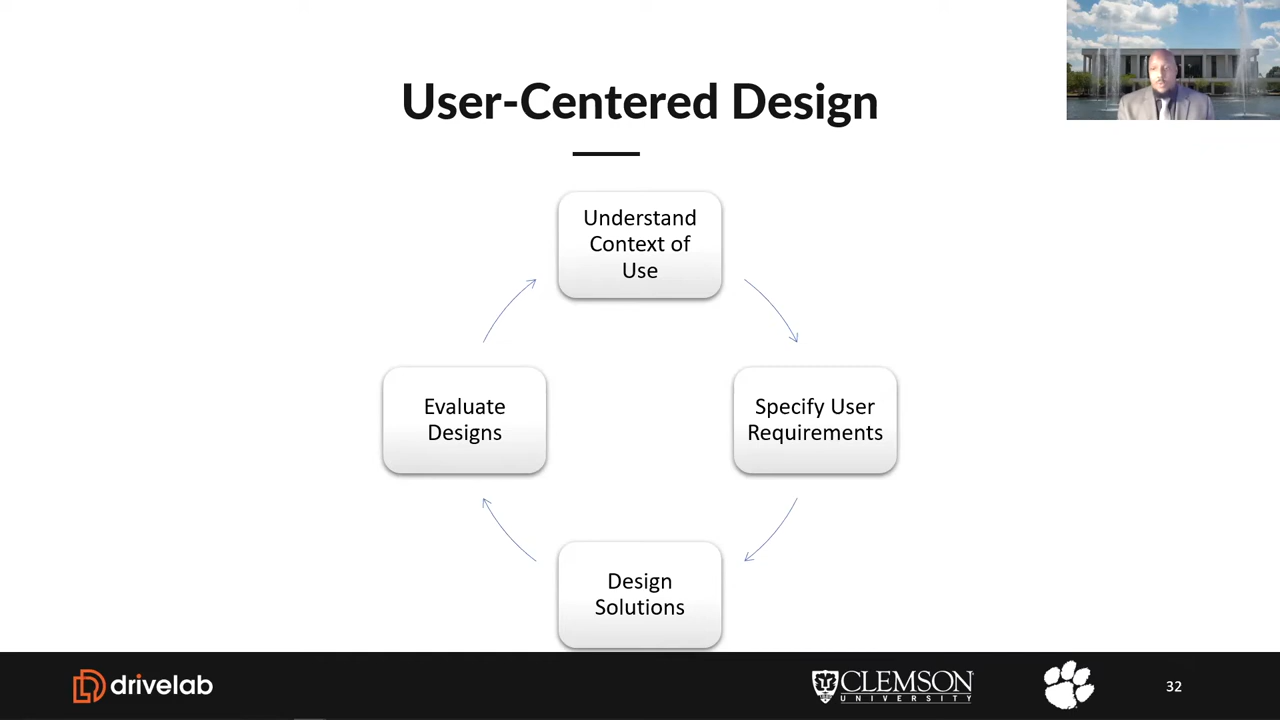 User-Centered Design
Understand
Context of
Use
Evaluate
Designs
Specify User
Requirements
Design
Solutions
drivelab
CLEMSON
UNIVERSITY
32